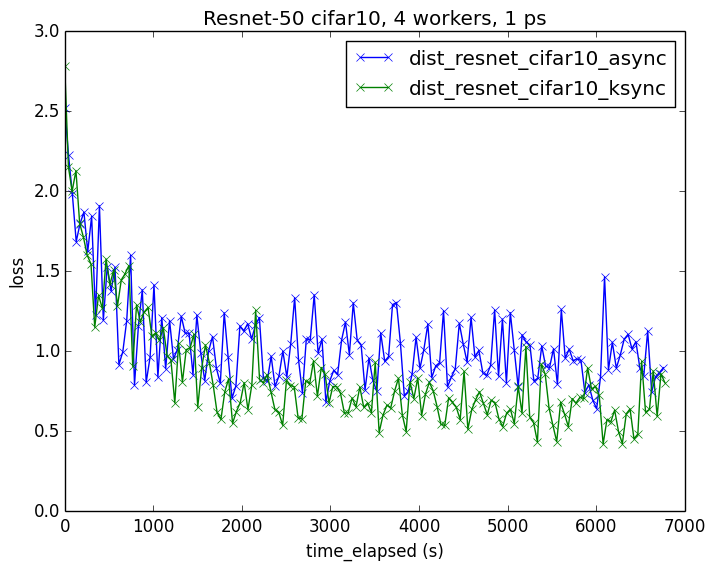 Resnet-50 cifar10, 4 workers, 1 ps
dist_resnet_cifar10_async
dist_resnet_cifar10_ksync
3.0
2.5
2.0
1.5
1.0
0.5
0.0
loss
0 1000 2000 3000 4000 5000 6000 7000
time_elapsed (s)